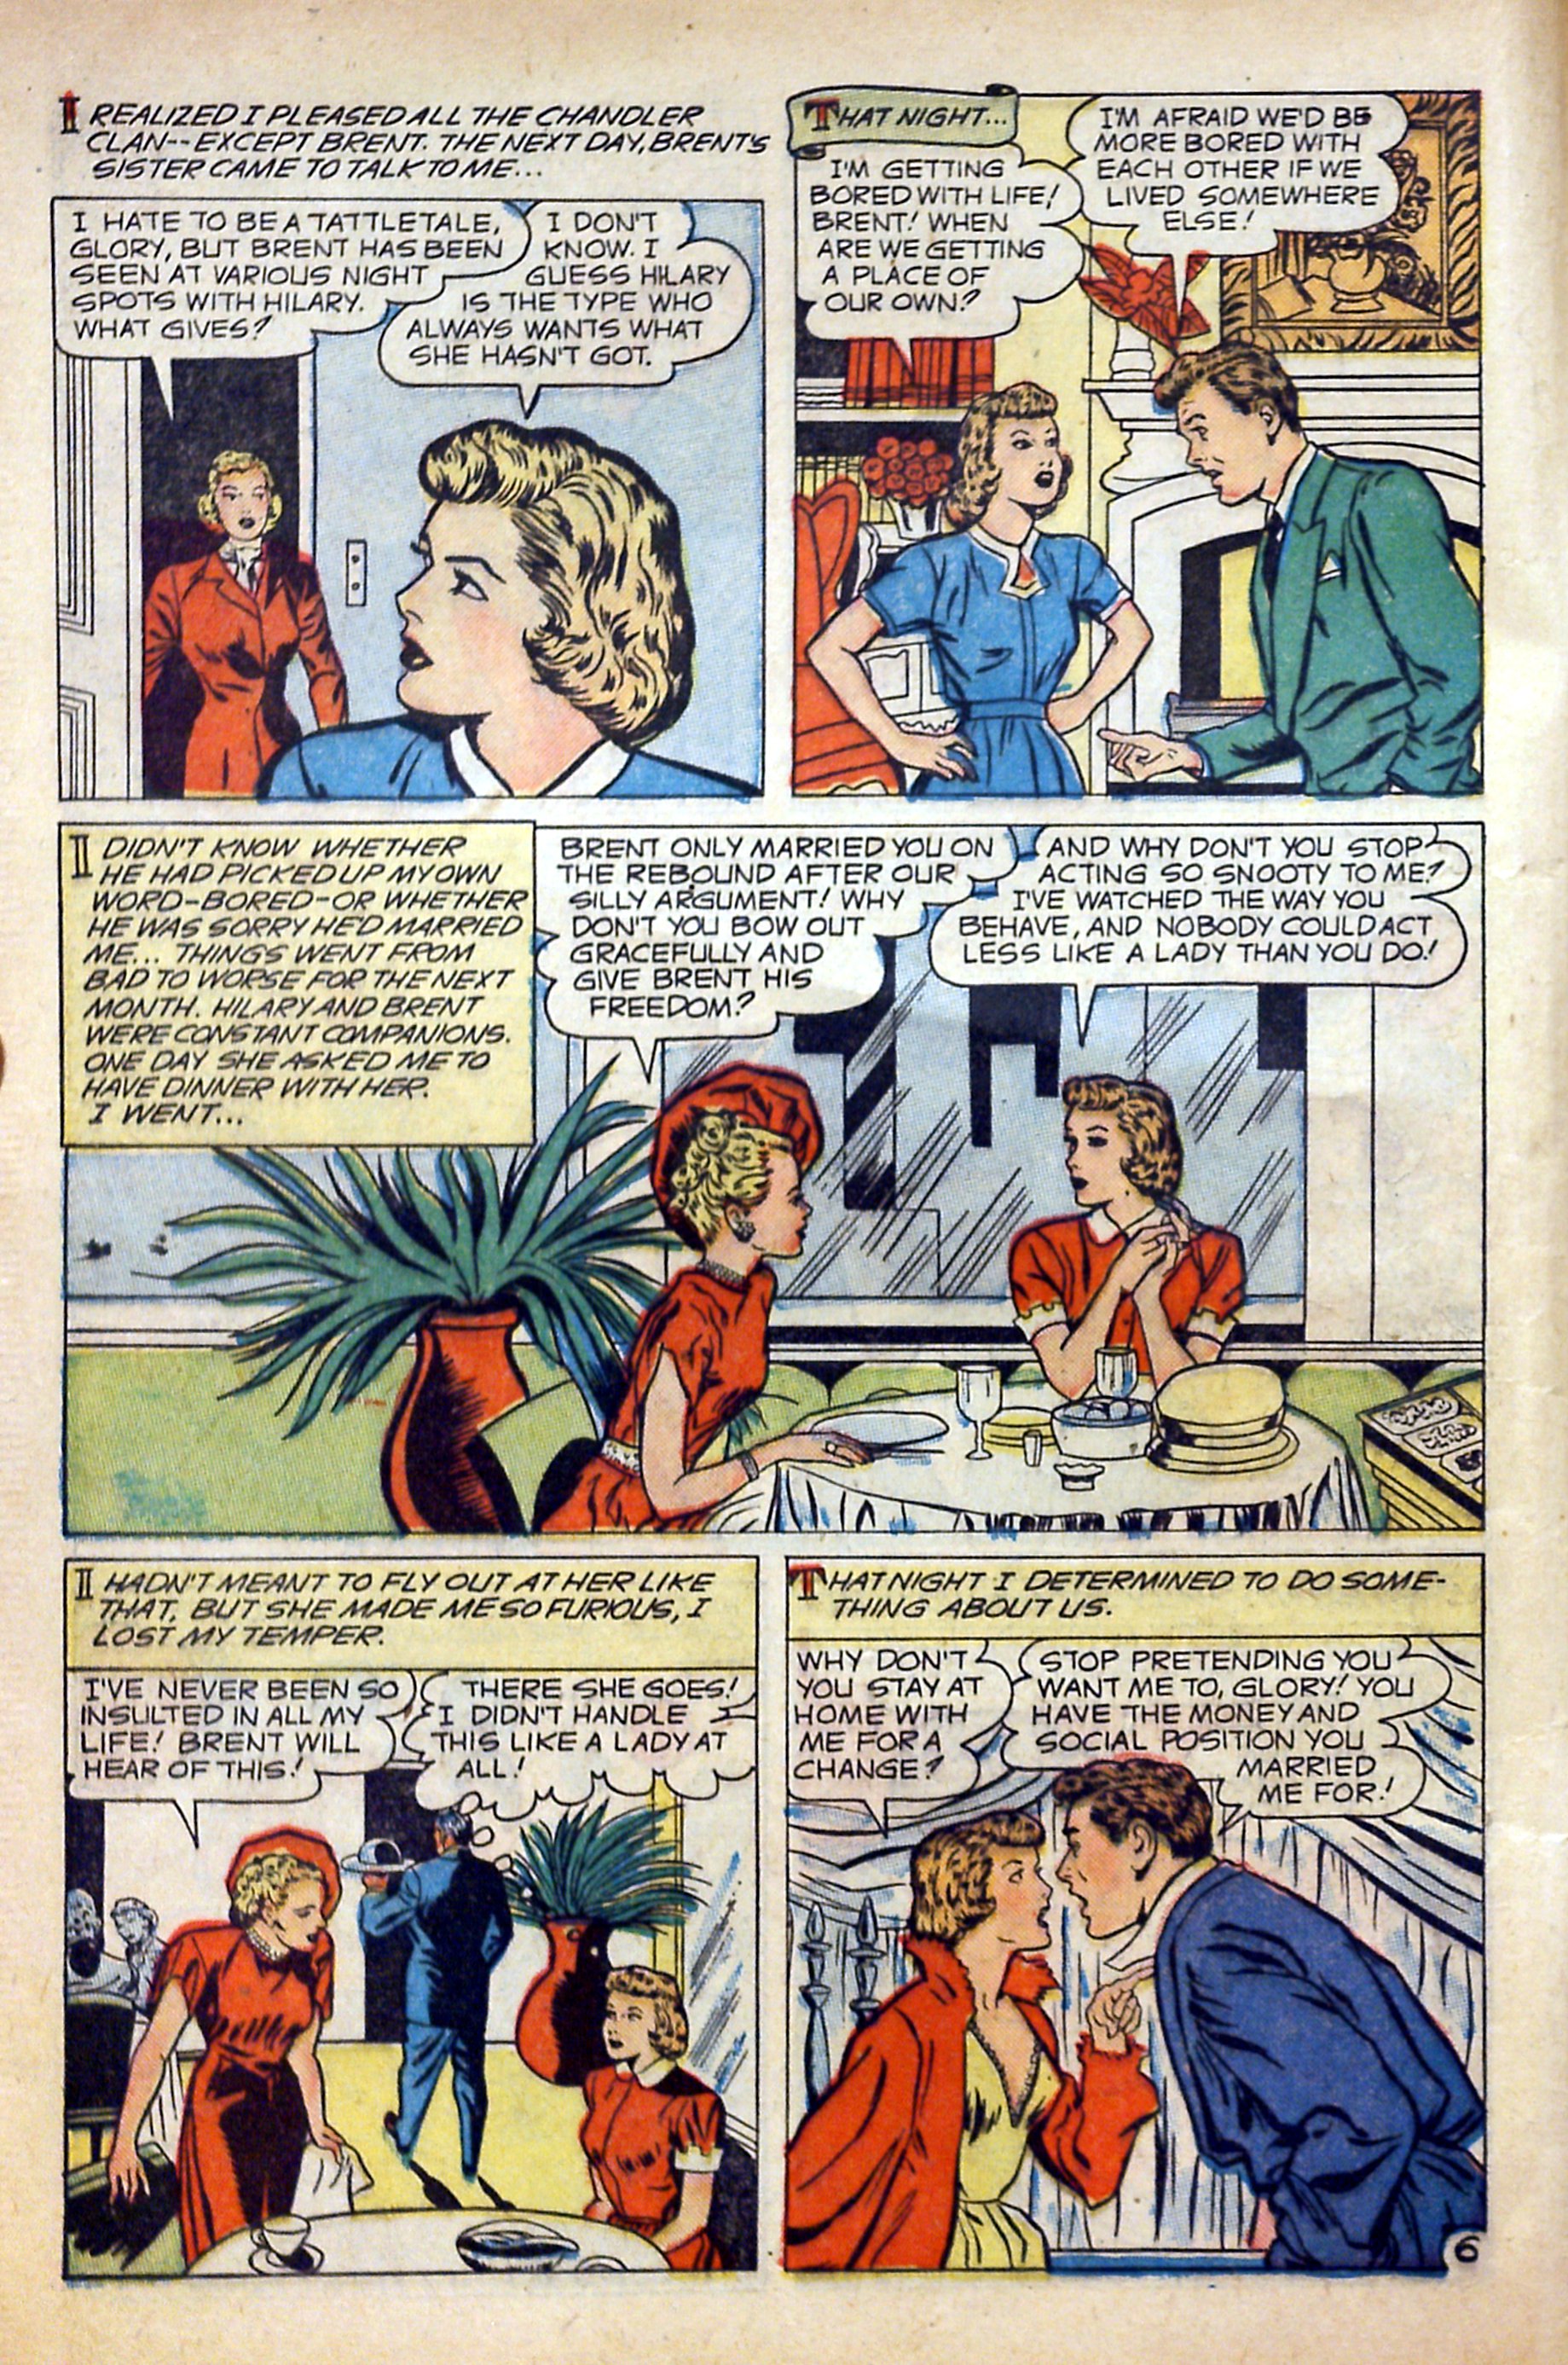 I REALIZED I PLEASED ALL THE CHANDLER
CLAN--EXCEPT BRENT. THE NEXT DAY, BRENT'S
SISTER CAME TO TALK TO ME...
I HATE TO BE A TATTLETALE,
GLORY, BUT BRENT HAS BEEN
SEEN AT VARIOUS NIGHT
SPOTS WITH HILARY.
WHAT GIVES?
I DON'T
KNOW. I
GUESS HILARY
IS THE TYPE WHO
ALWAYS WANTS WHAT
SHE HASN'T GOT.
THAT NIGHT...
I'M GETTING
BORED WITH LIFE!
BRENT! WHEN
ARE WE GETTING
A PLACE OF
OUR OWN?
I'M AFRAID WE'D BE
MORE BORED WITH
EACH OTHER IF WE
LIVED SOMEWHERE
ELSE!
I DIDN'T KNOW WHETHER
HE HAD PICKED UP MY OWN
WORD-BORED-OR WHETHER
HE WAS SORRY HE'D MARRIED
ME... THINGS WENT FROM
BAD TO WORSE FOR THE NEXT
MONTH. HILARY AND BRENT
WERE CONSTANT COMPANIONS.
ONE DAY SHE ASKED ME TO
HAVE DINNER WITH HER.
I WENT...
BRENT ONLY MARRIED YOU ON
THE REBOUND AFTER OUR
SILLY ARGUMENT! WHY
DON'T YOU BOW OUT
GRACEFULLY AND
GIVE BRENT HIS
FREEDOM?
AND WHY DON'T YOU STOP
ACTING SO SNOOTY TO ME?
I'VE WATCHED THE WAY YOU
BEHAVE, AND NOBODY COULD ACT
LESS LIKE A LADY THAN YOU DO!
I HADN'T MEANT TO FLY OUT AT HER LIKE
THAT, BUT SHE MADE ME SO FURIOUS, I
LOST MY TEMPER.
I'VE NEVER BEEN SO
INSULTED IN ALL MY
LIFE! BRENT WILL
HEAR OF THIS!
THERE SHE GOES!
I DIDN'T HANDLE
THIS LIKE A LADY AT
ALL!
THAT NIGHT I DETERMINED TO DO SOME-
THING ABOUT US.
WHY DON'T
YOU STAY AT
HOME WITH
ME FOR A
CHANGE?
STOP PRETENDING YOU
WANT ME TO, GLORY! YOU
HAVE THE MONEY AND
SOCIAL POSITION YOU
MARRIED
ME FOR!
6